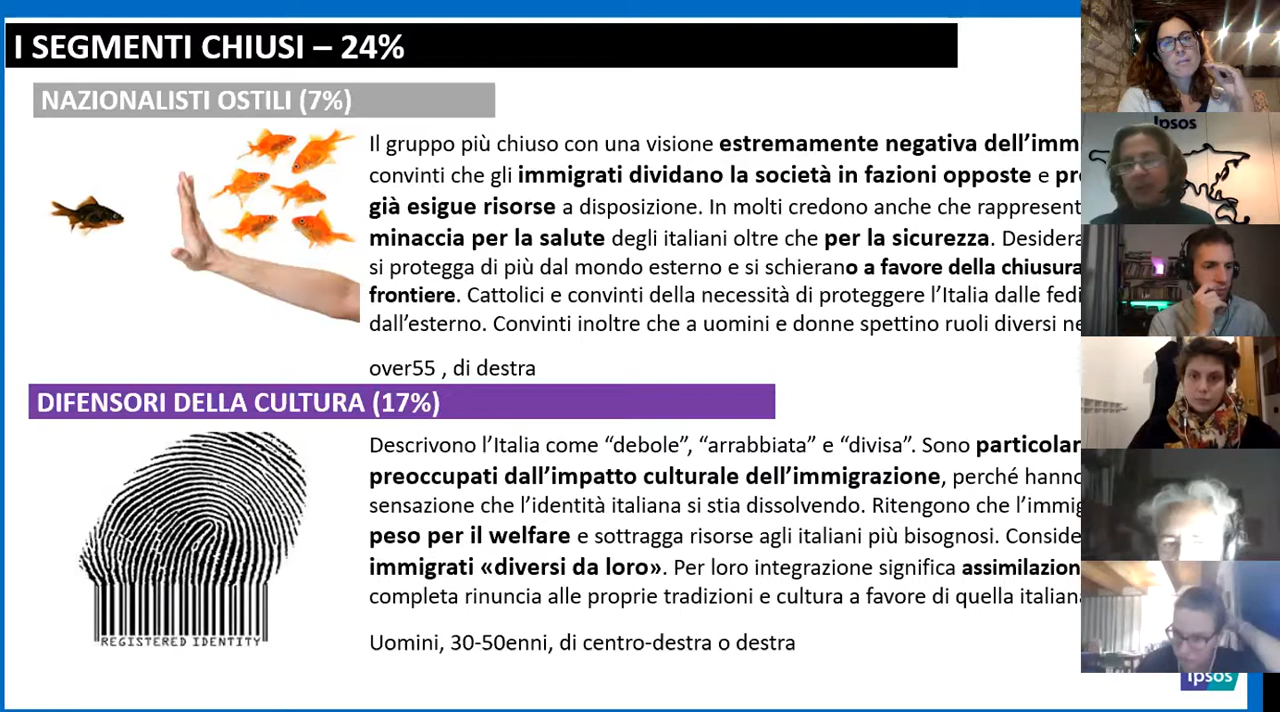 I SEGMENTI CHIUSI – 24%
NAZIONALISTI OSTILI (7%)
Il gruppo più chiuso con una visione estremamente negativa dell’imm
convinti che gli immigrati dividano la società in fazioni opposte e pr
già esigue risorse a disposizione. In molti credono anche che rappresent
minaccia per la salute degli italiani oltre che per la sicurezza. Desidera
si protegga di più dal mondo esterno e si schierano a favore della chiusura
frontiere. Cattolici e convinti della necessità di proteggere l’Italia dalle fedi
dall’esterno. Convinti inoltre che a uomini e donne spettino ruoli diversi ne
over55 , di destra
DIFENSORI DELLA CULTURA (17%)
Descrivono l’Italia come “debole”, “arrabbiata” e “divisa”. Sono particolar
preoccupati dall’impatto culturale dell’immigrazione, perché hanno
sensazione che l’identità italiana si stia dissolvendo. Ritengono che l’immig
peso per il welfare e sottragga risorse agli italiani più bisognosi. Conside
immigrati «diversi da loro». Per loro integrazione significa assimilazion
completa rinuncia alle proprie tradizioni e cultura a favore di quella italiana
REGISTERED IDENTITY
Uomini, 30-50enni, di centro-destra o destra
Ipsos
Ipsos